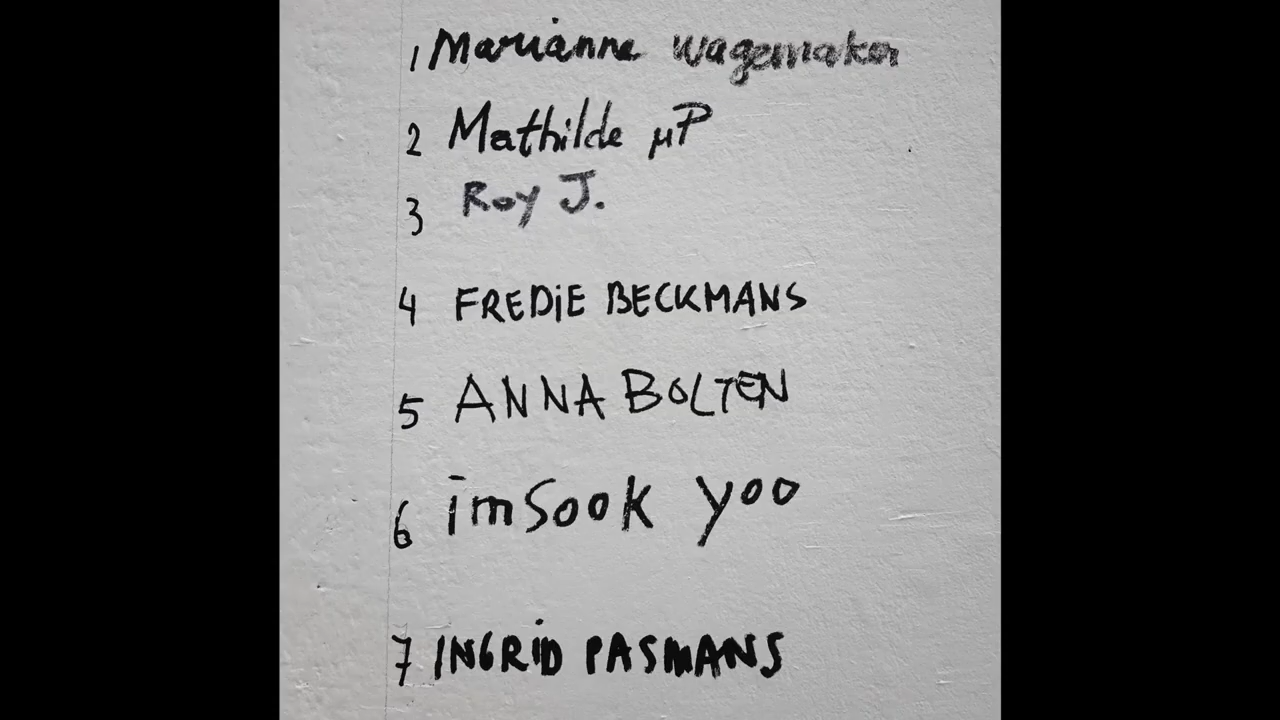 1 Marianne Wagemaker
2 Mathilde µP
3 Roy J.
4 FREDiE BECKMANS
5 ANNA BOLTEN
6 imSook yoo
7 INGRiD PASMANS